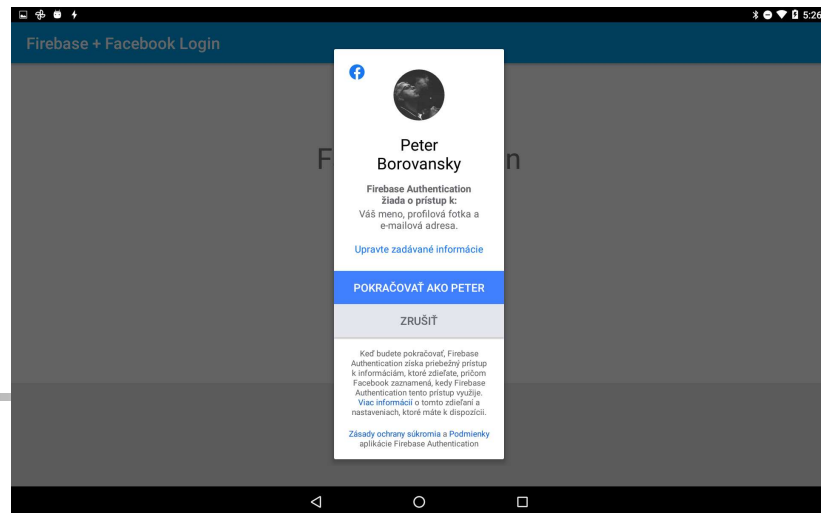 5:26
Firebase + Facebook Login
F n
Peter
Borovansky
Firebase Authentication
žiada o prístup k:
Váš meno, profilová fotka a
e-mailová adresa.
Upravte zadávané informácie
POKRAČOVAŤ AKO PETER
ZRUŠIŤ
Keď budete pokračovať, Firebase
Authentication získa priebežný prístup
k informáciám, ktoré zdieľate, pričom
Facebook zaznamená, kedy Firebase
Authentication tento prístup využije.
Viac informácií o tomto zdieľaní a
nastaveniach, ktoré máte k dispozícii.
Zásady ochrany súkromia a Podmienky
aplikácie Firebase Authentication